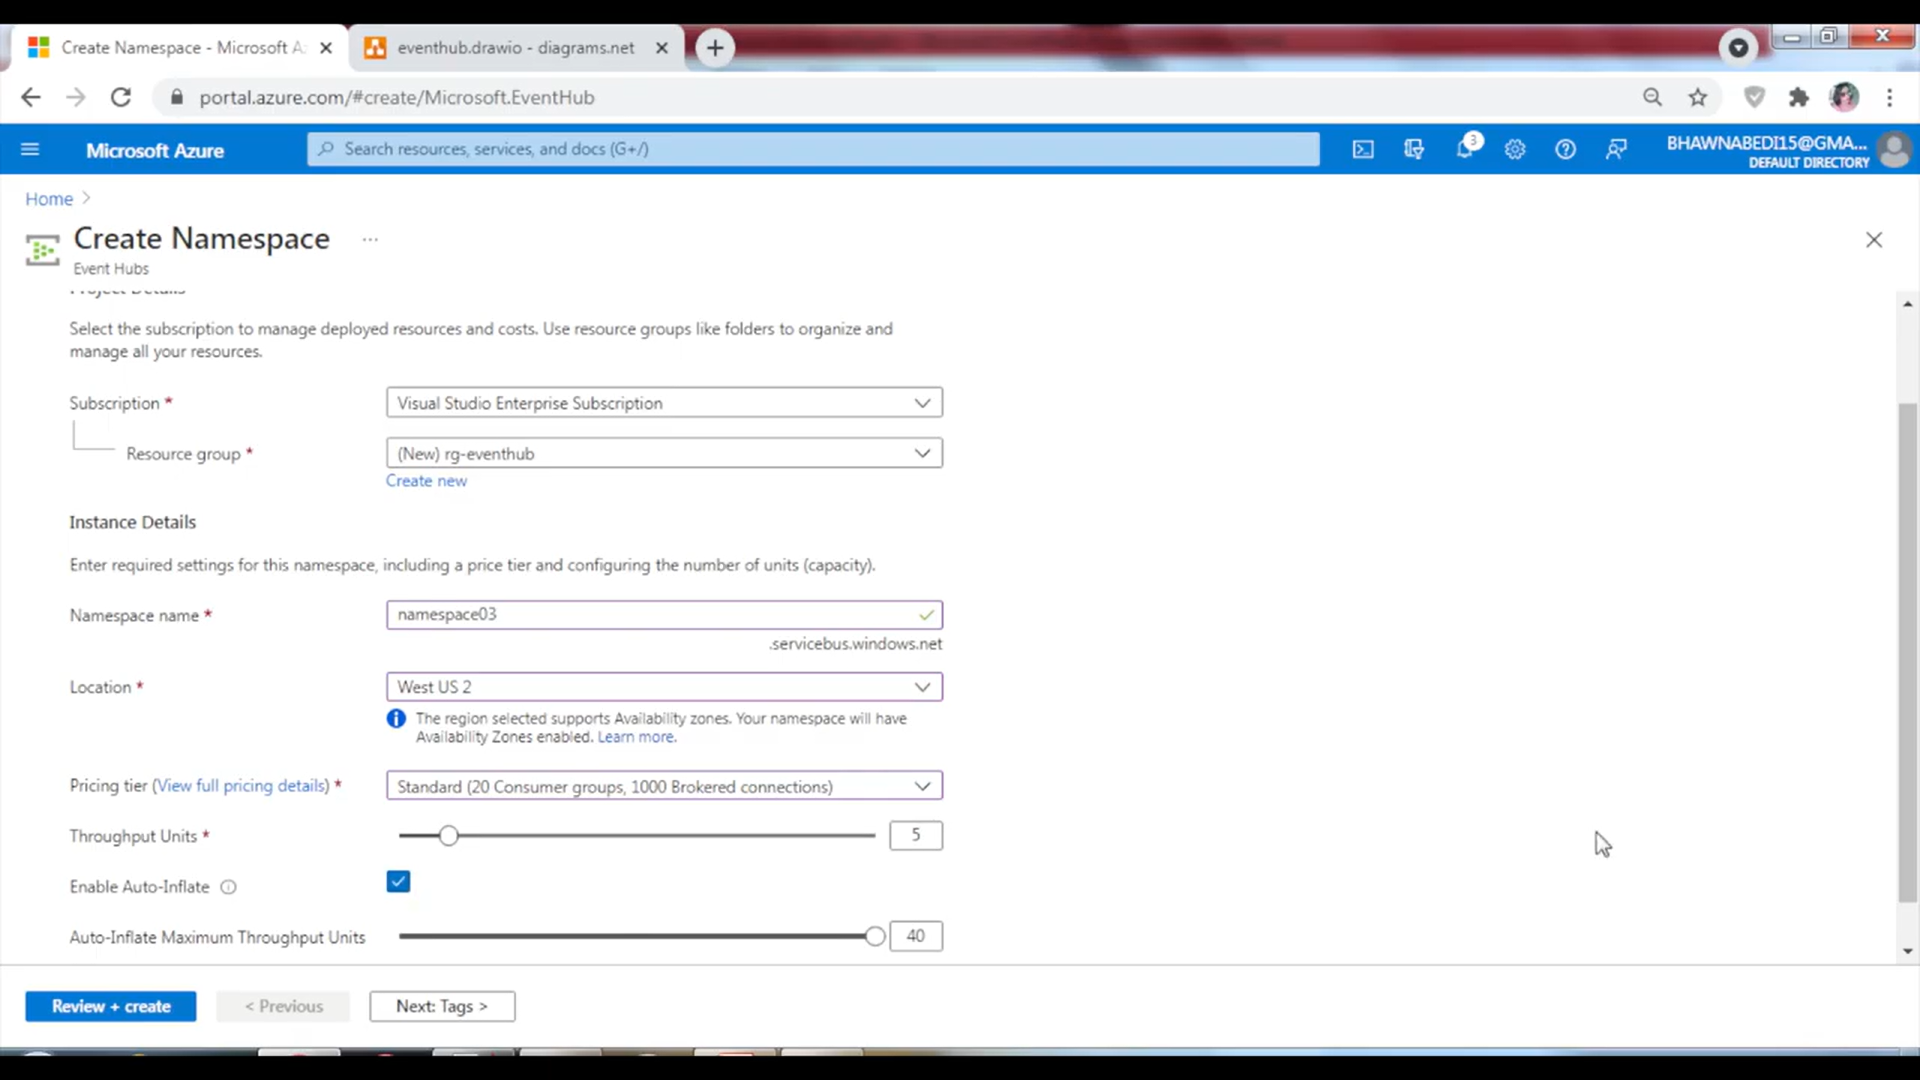 Create Namespace - Microsoft A
eventhub.drawio - diagrams.net
portal.azure.com/#create/Microsoft.EventHub
Microsoft Azure
Search resources, services, and docs (G+/)
3
BHAWNABEDI15@GMA...
DEFAULT DIRECTORY
Home
Create Namespace
...
Event Hubs
Project Details
Select the subscription to manage deployed resources and costs. Use resource groups like folders to organize and
manage all your resources.
Subscription *
Visual Studio Enterprise Subscription
Resource group *
(New) rg-eventhub
Create new
Instance Details
Enter required settings for this namespace, including a price tier and configuring the number of units (capacity).
Namespace name *
namespace03
.servicebus.windows.net
Location *
West US 2
The region selected supports Availability zones. Your namespace will have
Availability Zones enabled. Learn more.
Pricing tier (View full pricing details) *
Standard (20 Consumer groups, 1000 Brokered connections)
Throughput Units *
5
Enable Auto-Inflate
Auto-Inflate Maximum Throughput Units
40
Review + create
< Previous
Next: Tags >